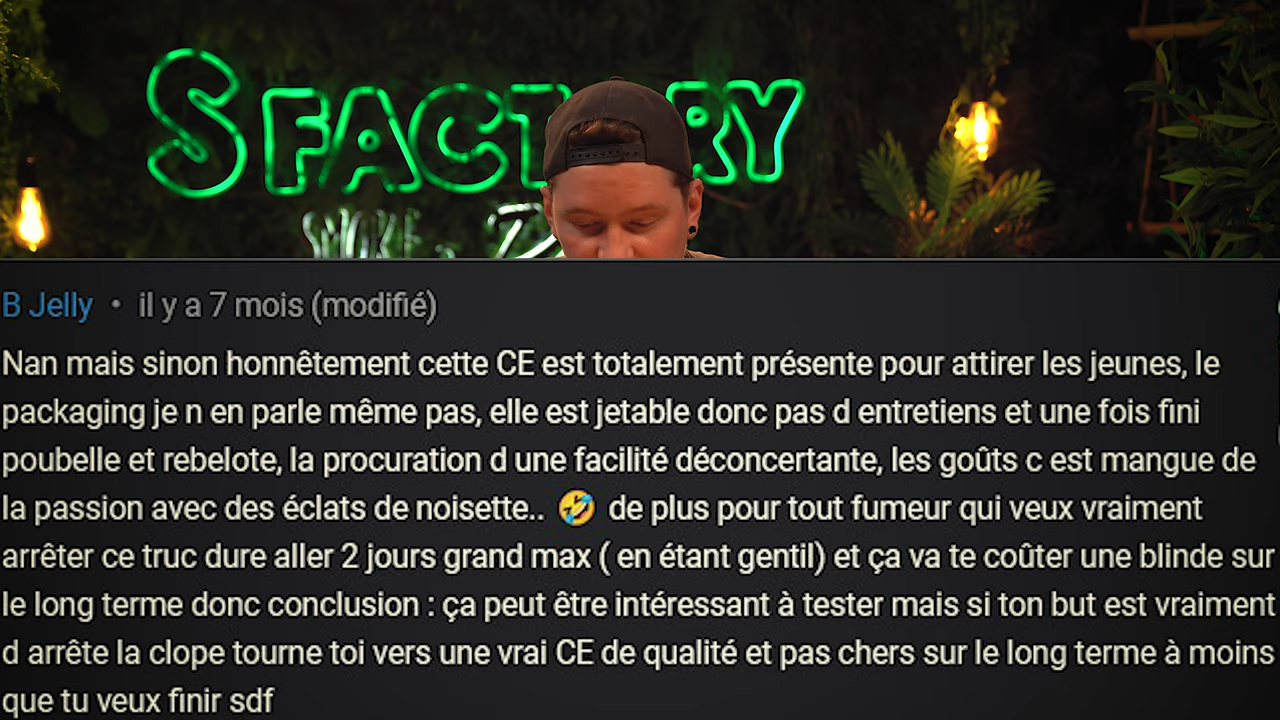 S FACTORY
B Jelly • il y a 7 mois (modifié)
Nan mais sinon honnêtement cette CE est totalement présente pour attirer les jeunes, le
packaging je n en parle même pas, elle est jetable donc pas d entretiens et une fois fini
poubelle et rebelote, la procuration d une facilité déconcertante, les goûts c est mangue de
la passion avec des éclats de noisette.. 🤣 de plus pour tout fumeur qui veux vraiment
arrêter ce truc dure aller 2 jours grand max ( en étant gentil) et ça va te coûter une blinde sur
le long terme donc conclusion : ça peut être intéressant à tester mais si ton but est vraiment
d arrête la clope tourne toi vers une vrai CE de qualité et pas chers sur le long terme à moins
que tu veux finir sdf